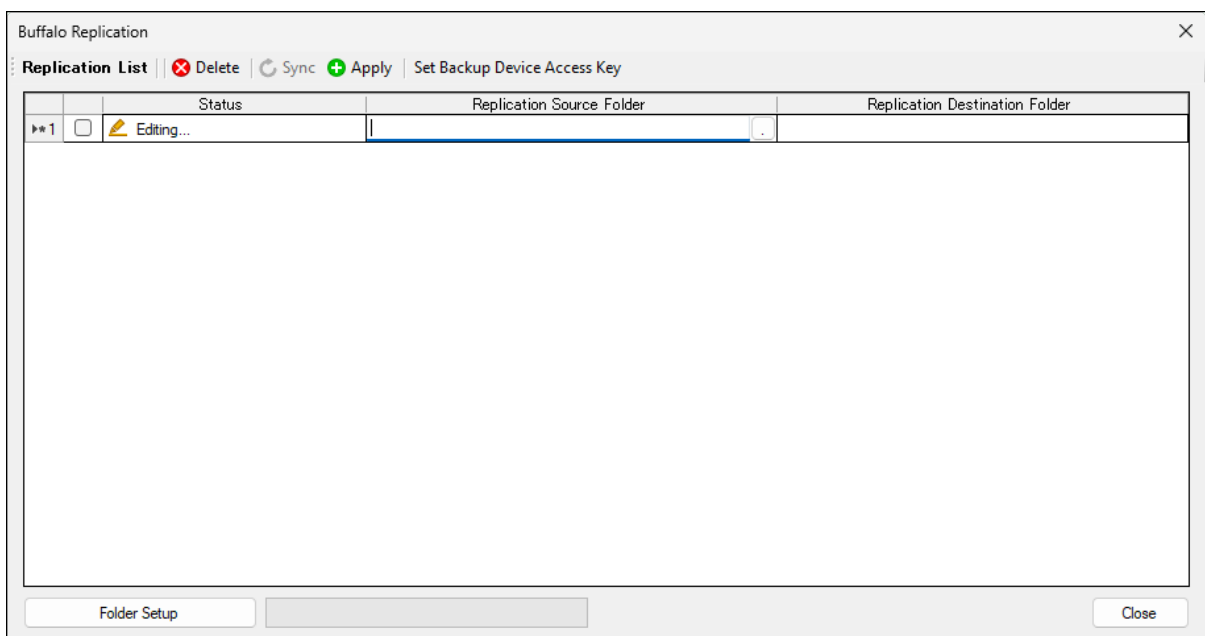 Buffalo Replication
Replication List Delete Sync Apply Set Backup Device Access Key
Status Replication Source Folder Replication Destination Folder
1 Editing... .
Folder Setup Close